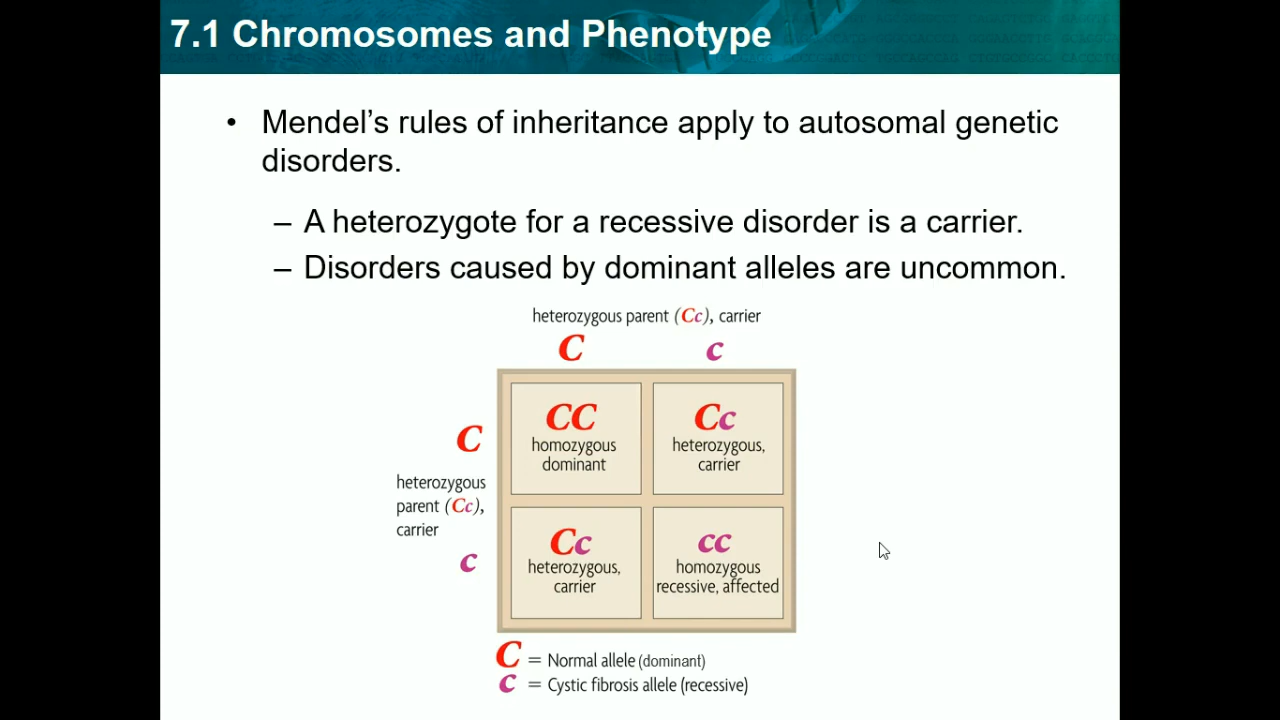 7.1 Chromosomes and Phenotype
• Mendel’s rules of inheritance apply to autosomal genetic
disorders.
– A heterozygote for a recessive disorder is a carrier.
– Disorders caused by dominant alleles are uncommon.
heterozygous parent (Cc), carrier
C c
C
heterozygous
parent (Cc),
carrier
c
CC
homozygous
dominant
Cc
heterozygous,
carrier
Cc
heterozygous,
carrier
cc
homozygous
recessive, affected
C = Normal allele (dominant)
c = Cystic fibrosis allele (recessive)